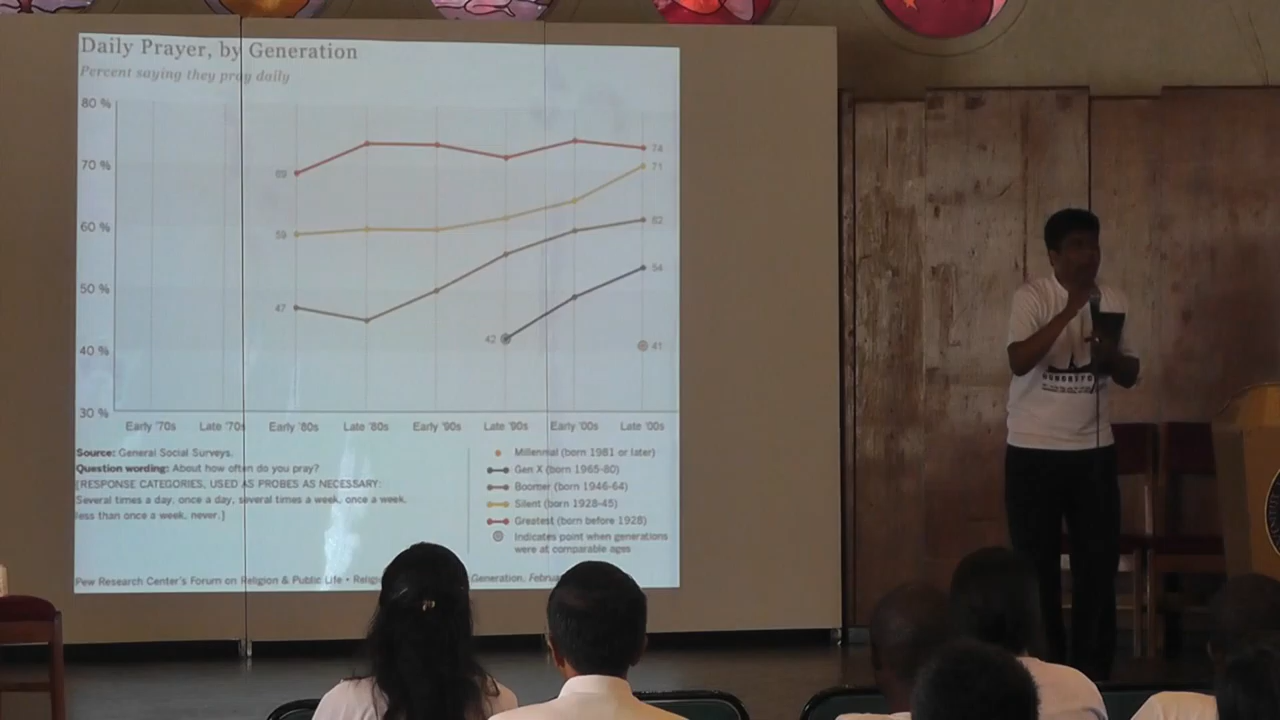 Daily Prayer, by Generation
Percent saying they pray daily
80 %
70 %
60 %
50 %
40 %
30 %
69
59
47
42
74
71
62
54
41
Early '70s Late '70s Early '80s Late '80s Early '90s Late '90s Early '00s Late '00s
Source: General Social Surveys.
Question wording: About how often do you pray?
[RESPONSE CATEGORIES, USED AS PROBES AS NECESSARY:
Several times a day, once a day, several times a week, once a week,
less than once a week, never.]
Millennial (born 1981 or later)
Gen X (born 1965-80)
Boomer (born 1946-64)
Silent (born 1928-45)
Greatest (born before 1928)
Indicates point when generations
were at comparable ages
Pew Research Center's Forum on Religion & Public Life • Religi Generation, Februa